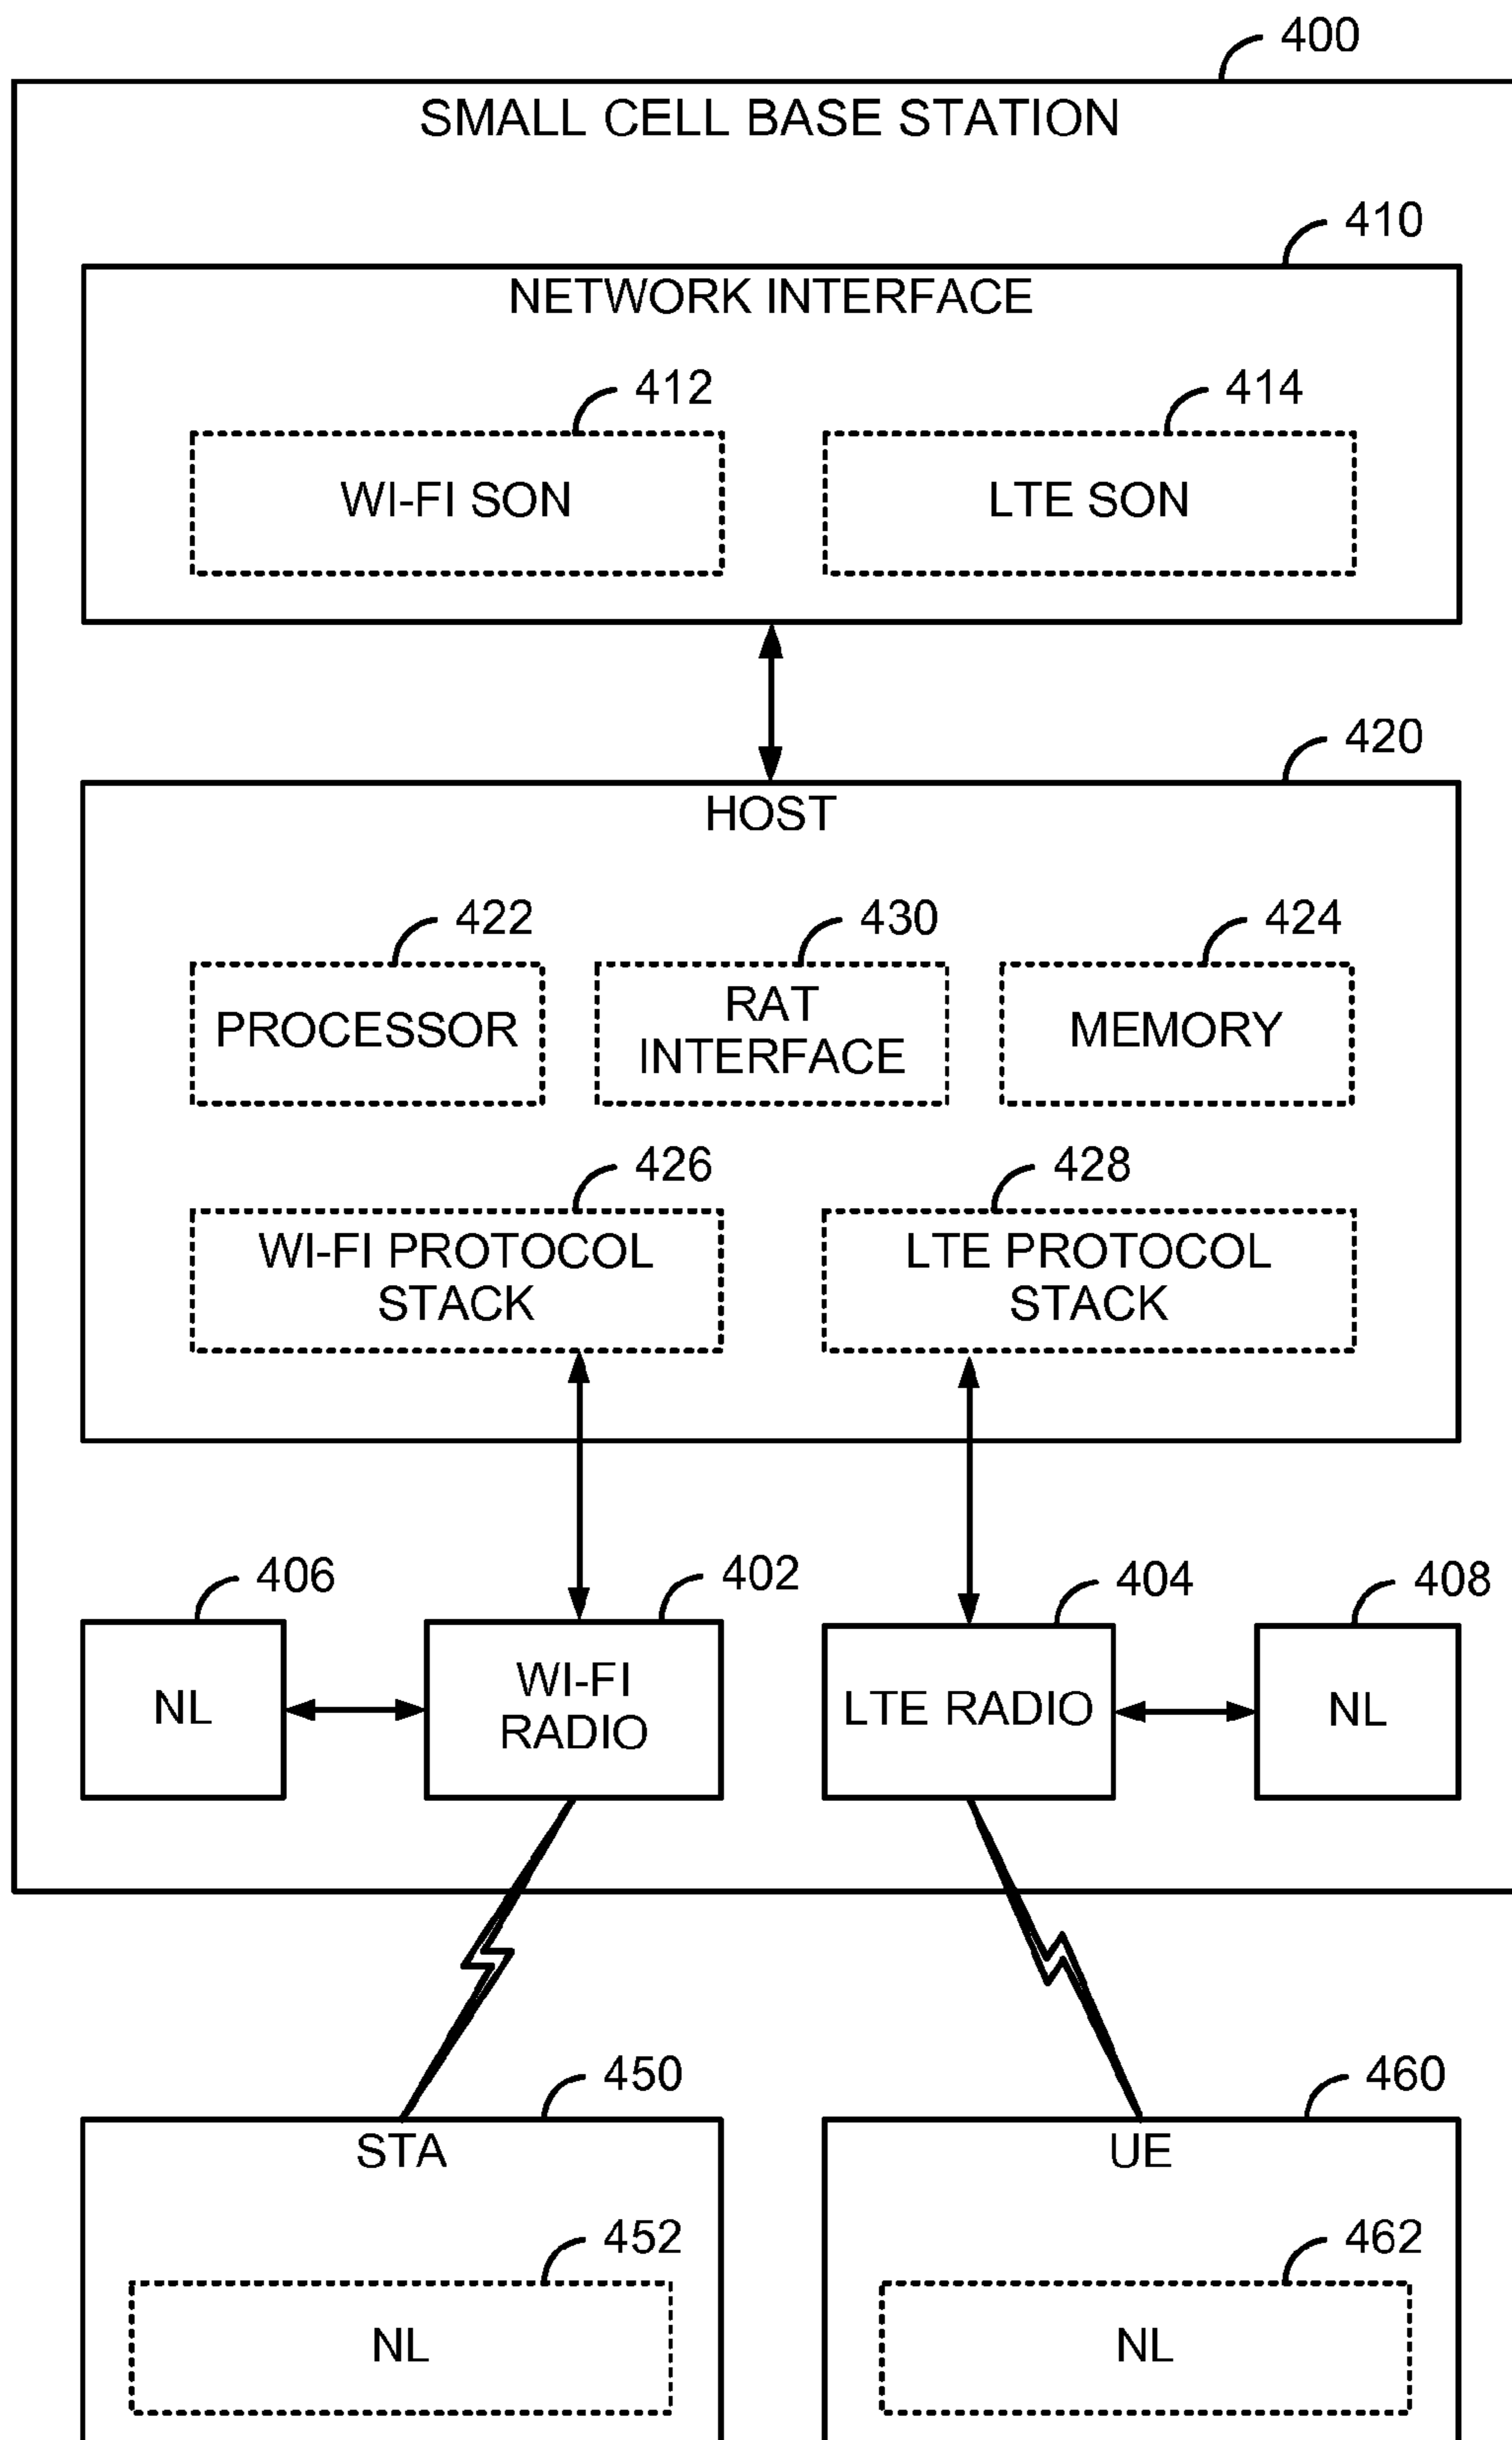 400
SMALL CELL BASE STATION
410
NETWORK INTERFACE
412
414
WI-FI SON
LTE SON
420
HOST
422
430
424
PROCESSOR
RAT
INTERFACE
MEMORY
426
428
WI-FI PROTOCOL
STACK
LTE PROTOCOL
STACK
406
402
404
408
NL
WI-FI
RADIO
LTE RADIO
NL
450
460
STA
UE
452
462
NL
NL